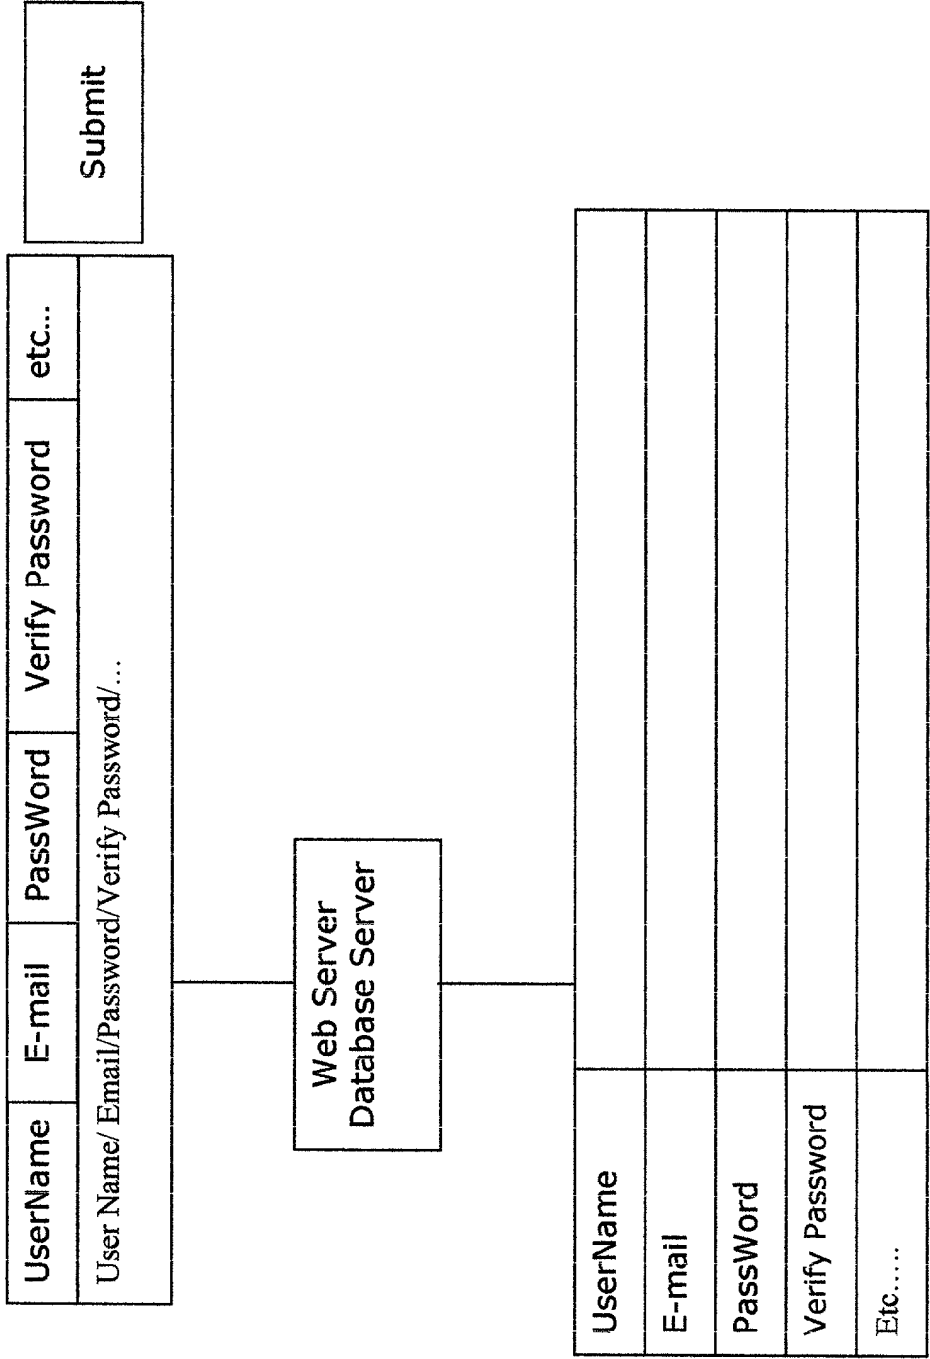 UserName
E-mail
PassWord
Verify Password
etc...
Submit
User Name/ Email/Password/Verify Password/...
Web Server
Database Server
UserName
E-mail
PassWord
Verify Password
Etc.....